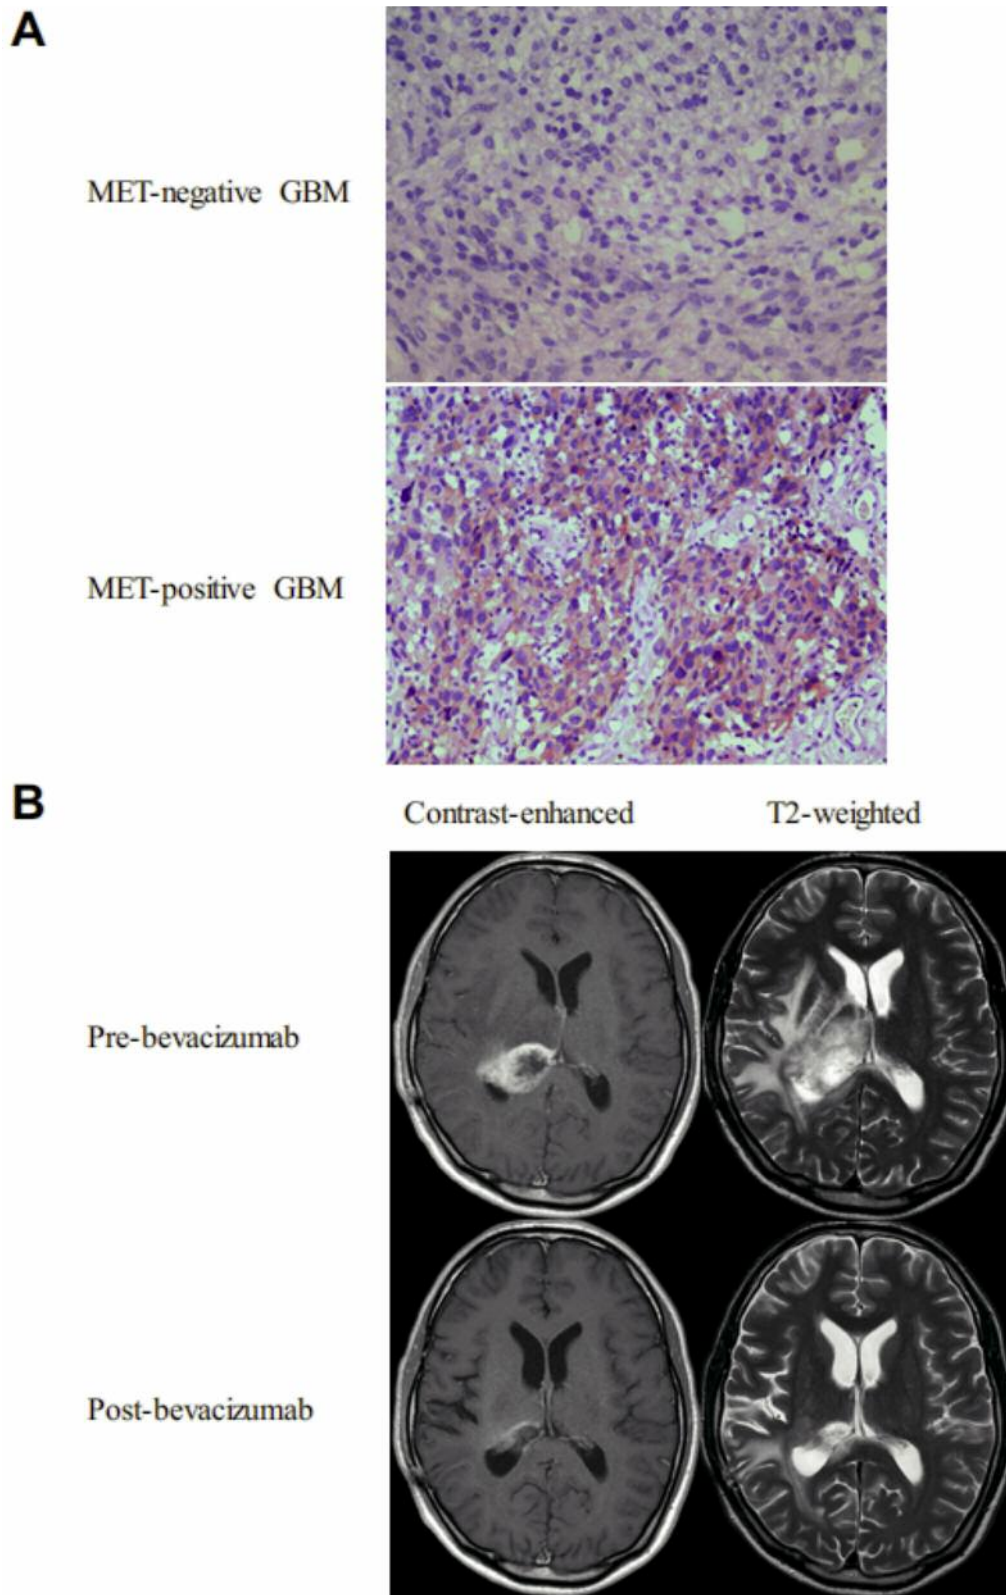 A
MET-negative GBM
MET-positive GBM
B
Contrast-enhanced T2-weighted
Pre-bevacizumab
Post-bevacizumab